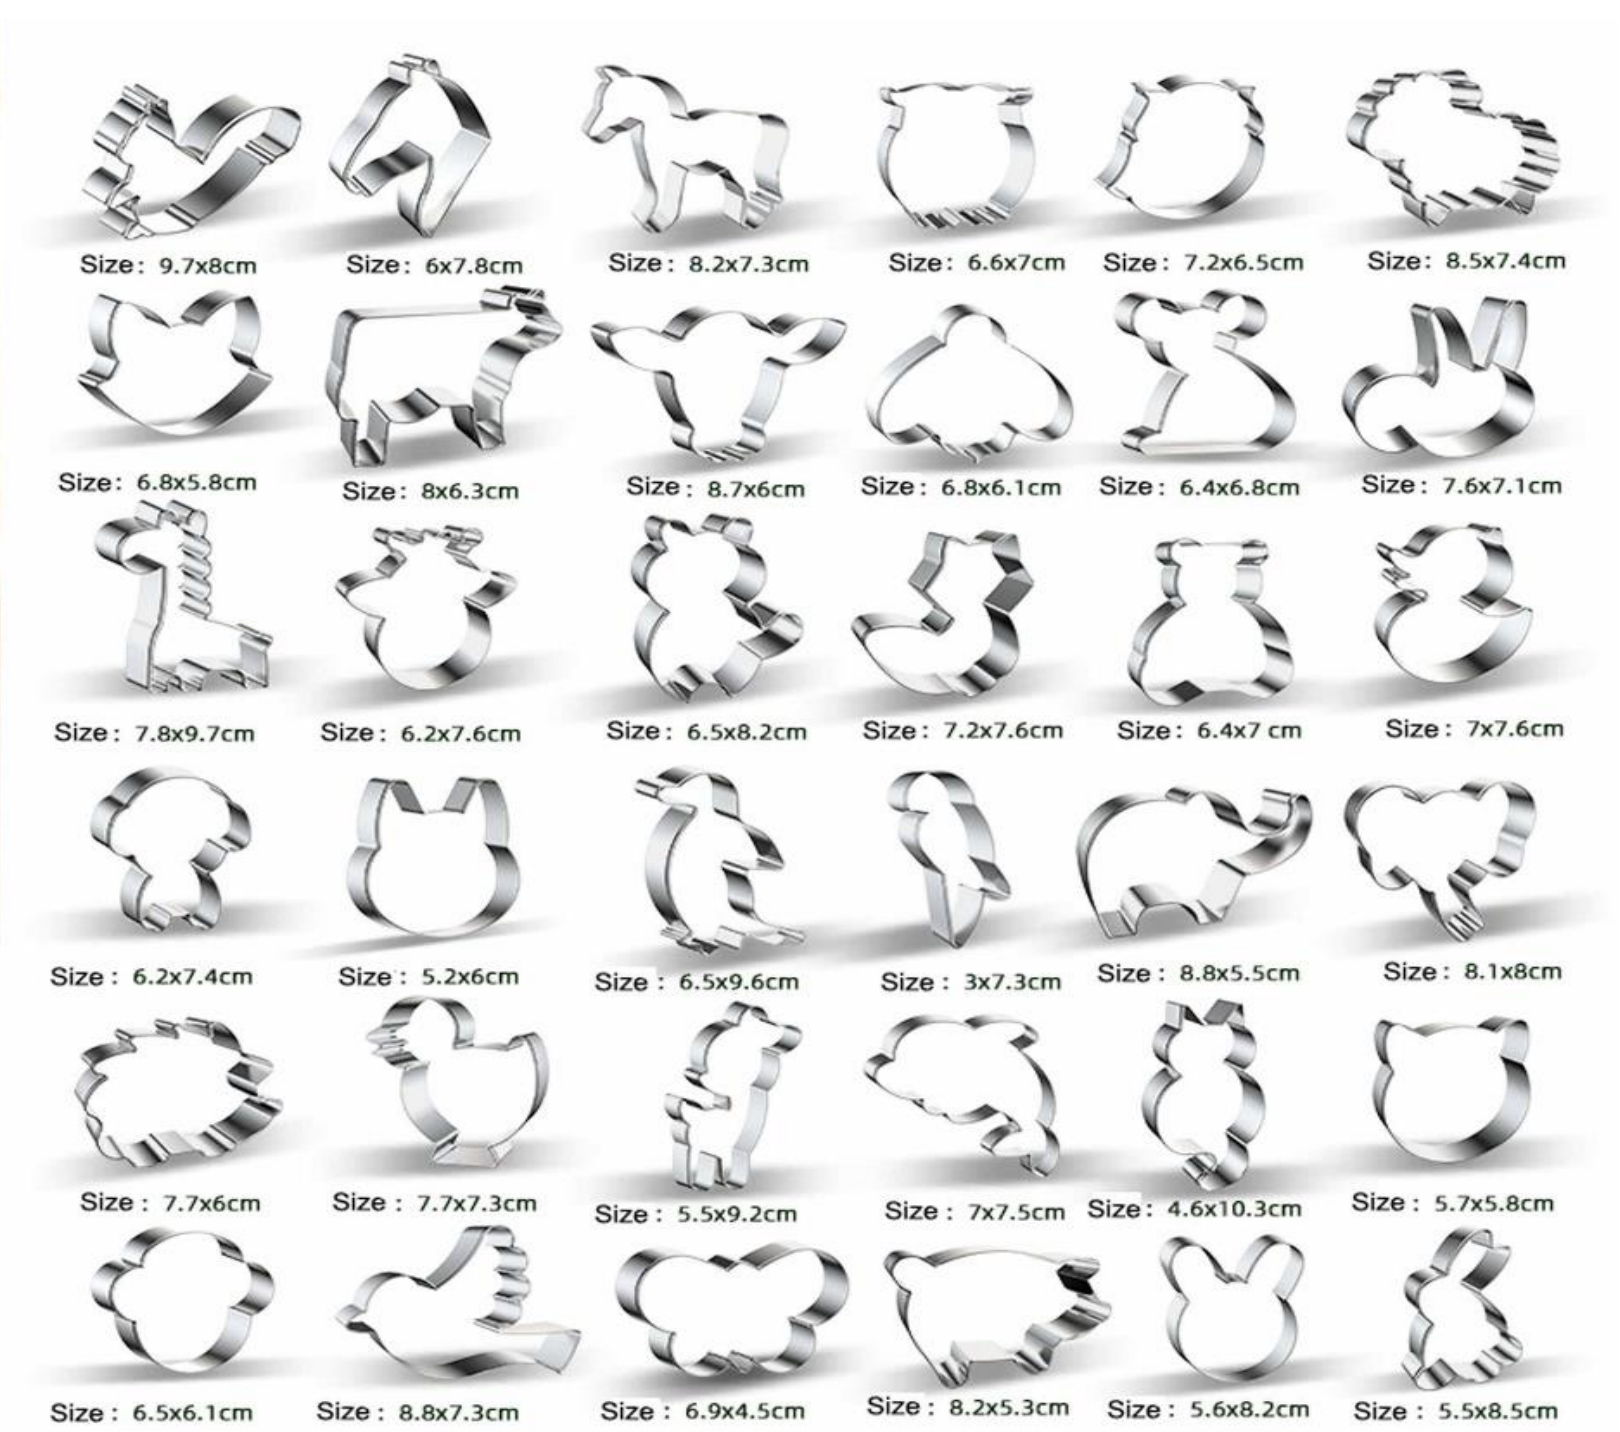 Size: 9.7x8cm
Size: 6x7.8cm
Size: 8.2x7.3cm
Size: 6.6x7cm
Size: 7.2x6.5cm
Size: 8.5x7.4cm
Size: 6.8x5.8cm
Size: 8x6.3cm
Size: 8.7x6cm
Size: 6.8x6.1cm
Size: 6.4x6.8cm
Size: 7.6x7.1cm
Size: 7.8x9.7cm
Size: 6.2x7.6cm
Size: 6.5x8.2cm
Size: 7.2x7.6cm
Size: 6.4x7 cm
Size: 7x7.6cm
Size: 6.2x7.4cm
Size: 5.2x6cm
Size: 6.5x9.6cm
Size: 3x7.3cm
Size: 8.8x5.5cm
Size: 8.1x8cm
Size: 7.7x6cm
Size: 7.7x7.3cm
Size: 5.5x9.2cm
Size: 7x7.5cm
Size: 4.6x10.3cm
Size: 5.7x5.8cm
Size: 6.5x6.1cm
Size: 8.8x7.3cm
Size: 6.9x4.5cm
Size: 8.2x5.3cm
Size: 5.6x8.2cm
Size: 5.5x8.5cm